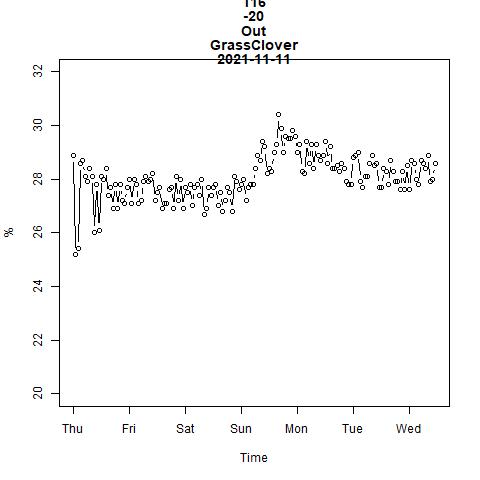 116
-20
Out
GrassClover
2021-11-11
32
30
28
26
24
22
20
%
Thu Fri Sat Sun Mon Tue Wed
Time